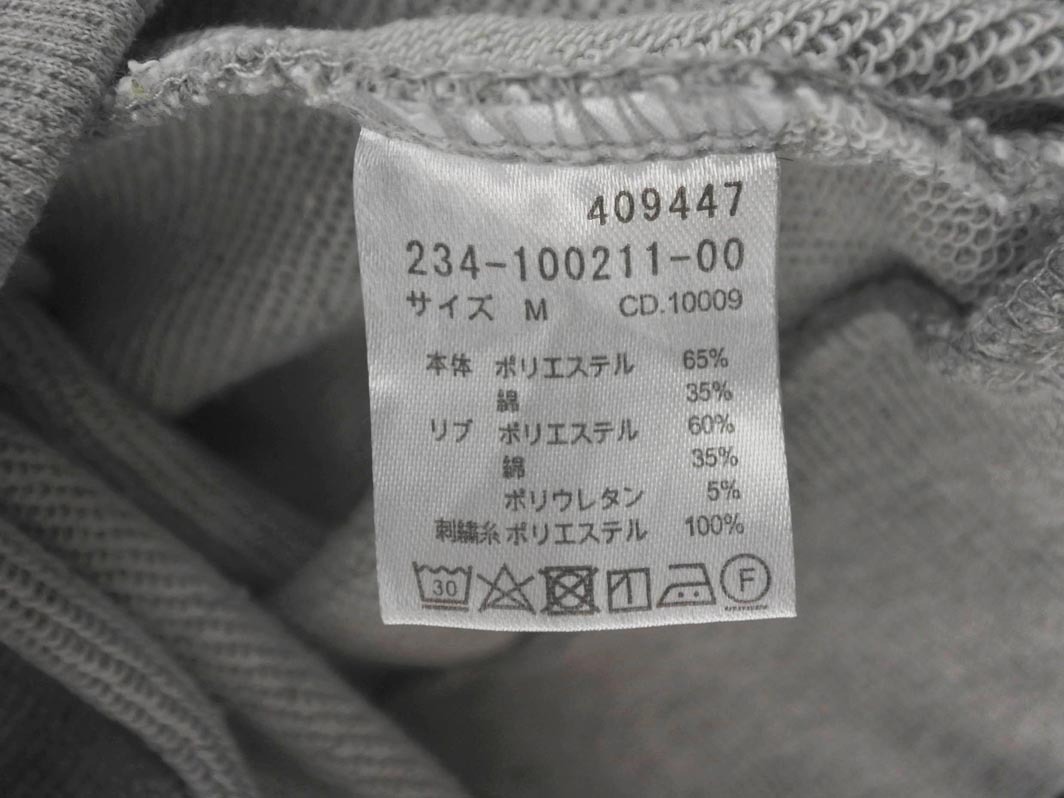 409447
234-100211-00
サイズ M CD.10009
本体 ポリエステル 65%
綿 35%
リブ ポリエステル 60%
綿 35%
ポリウレタン 5%
刺繍糸 ポリエステル 100%
30 F